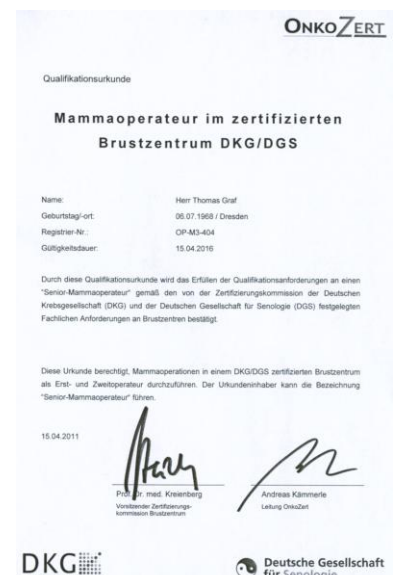 ONKOZERT
Qualifikationsurkunde
Mammaoperateur im zertifizierten
Brustzentrum DKG/DGS
Name: Herr Thomas Graf
Geburtstag/-ort: 06.07.1968 / Dresden
Registrier-Nr.: OP-M3-404
Gültigkeitsdauer: 15.04.2016
Durch diese Qualifikationsurkunde wird das Erfüllen der Qualifikationsanforderungen an einen
"Senior-Mammaoperateur" gemäß den von der Zertifizierungskommission der Deutschen
Krebsgesellschaft (DKG) und der Deutschen Gesellschaft für Senologie (DGS) festgelegten
Fachlichen Anforderungen an Brustzentren bestätigt.
Diese Urkunde berechtigt, Mammaoperationen in einem DKG/DGS zertifizierten Brustzentrum
als Erst- und Zweitoperateur durchzuführen. Der Urkundeninhaber kann die Bezeichnung
"Senior-Mammaoperateur" führen.
15.04.2011
Prof. Dr. med. Kreienberg
Vorsitzender Zertifizierungs-
kommission Brustzentrum
Andreas Kämmerle
Leitung OnkoZert
DKG
Deutsche Gesellschaft
für Senologie